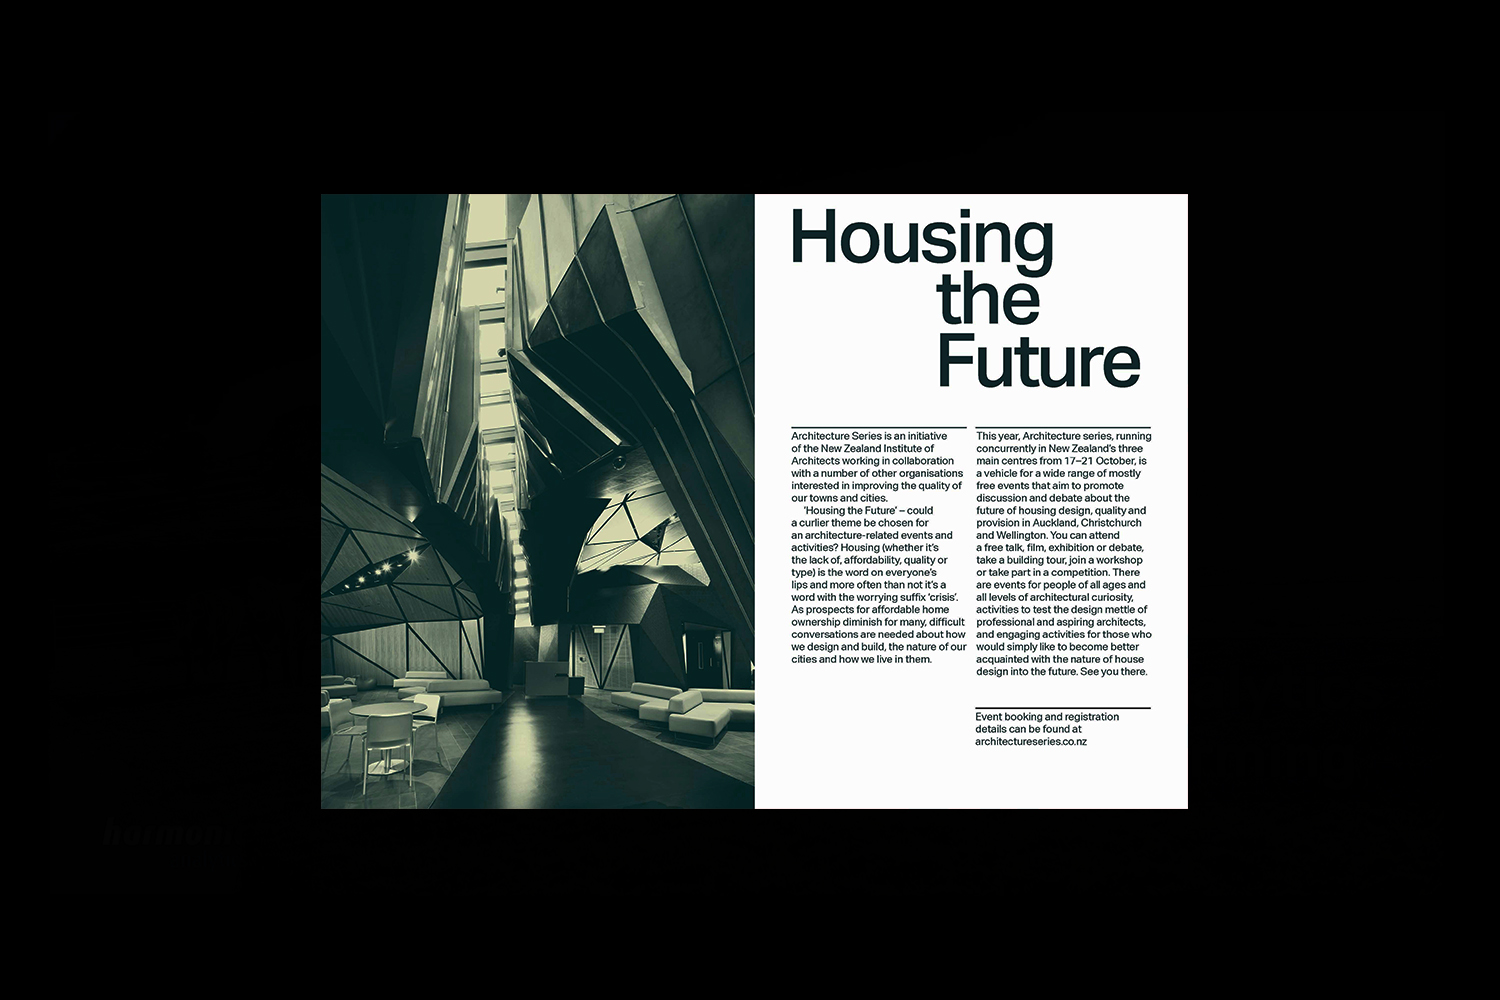 Housing
the
Future
Architecture Series is an initiative
of the New Zealand Institute of
Architects working in collaboration
with a number of other organisations
interested in improving the quality of
our towns and cities.
‘Housing the Future’ – could
a curlier theme be chosen for
an architecture-related events and
activities? Housing (whether it’s
the lack of, affordability, quality or
type) is the word on everyone’s
lips and more often than not it’s a
word with the worrying suffix ‘crisis’.
As prospects for affordable home
ownership diminish for many, difficult
conversations are needed about how
we design and build, the nature of our
cities and how we live in them.
This year, Architecture series, running
concurrently in New Zealand’s three
main centres from 17–21 October, is
a vehicle for a wide range of mostly
free events that aim to promote
discussion and debate about the
future of housing design, quality and
provision in Auckland, Christchurch
and Wellington. You can attend
a free talk, film, exhibition or debate,
take a building tour, join a workshop
or take part in a competition. There
are events for people of all ages and
all levels of architectural curiosity,
activities to test the design mettle of
professional and aspiring architects,
and engaging activities for those who
would simply like to become better
acquainted with the nature of house
design into the future. See you there.
Event booking and registration
details can be found at
architectureseries.co.nz